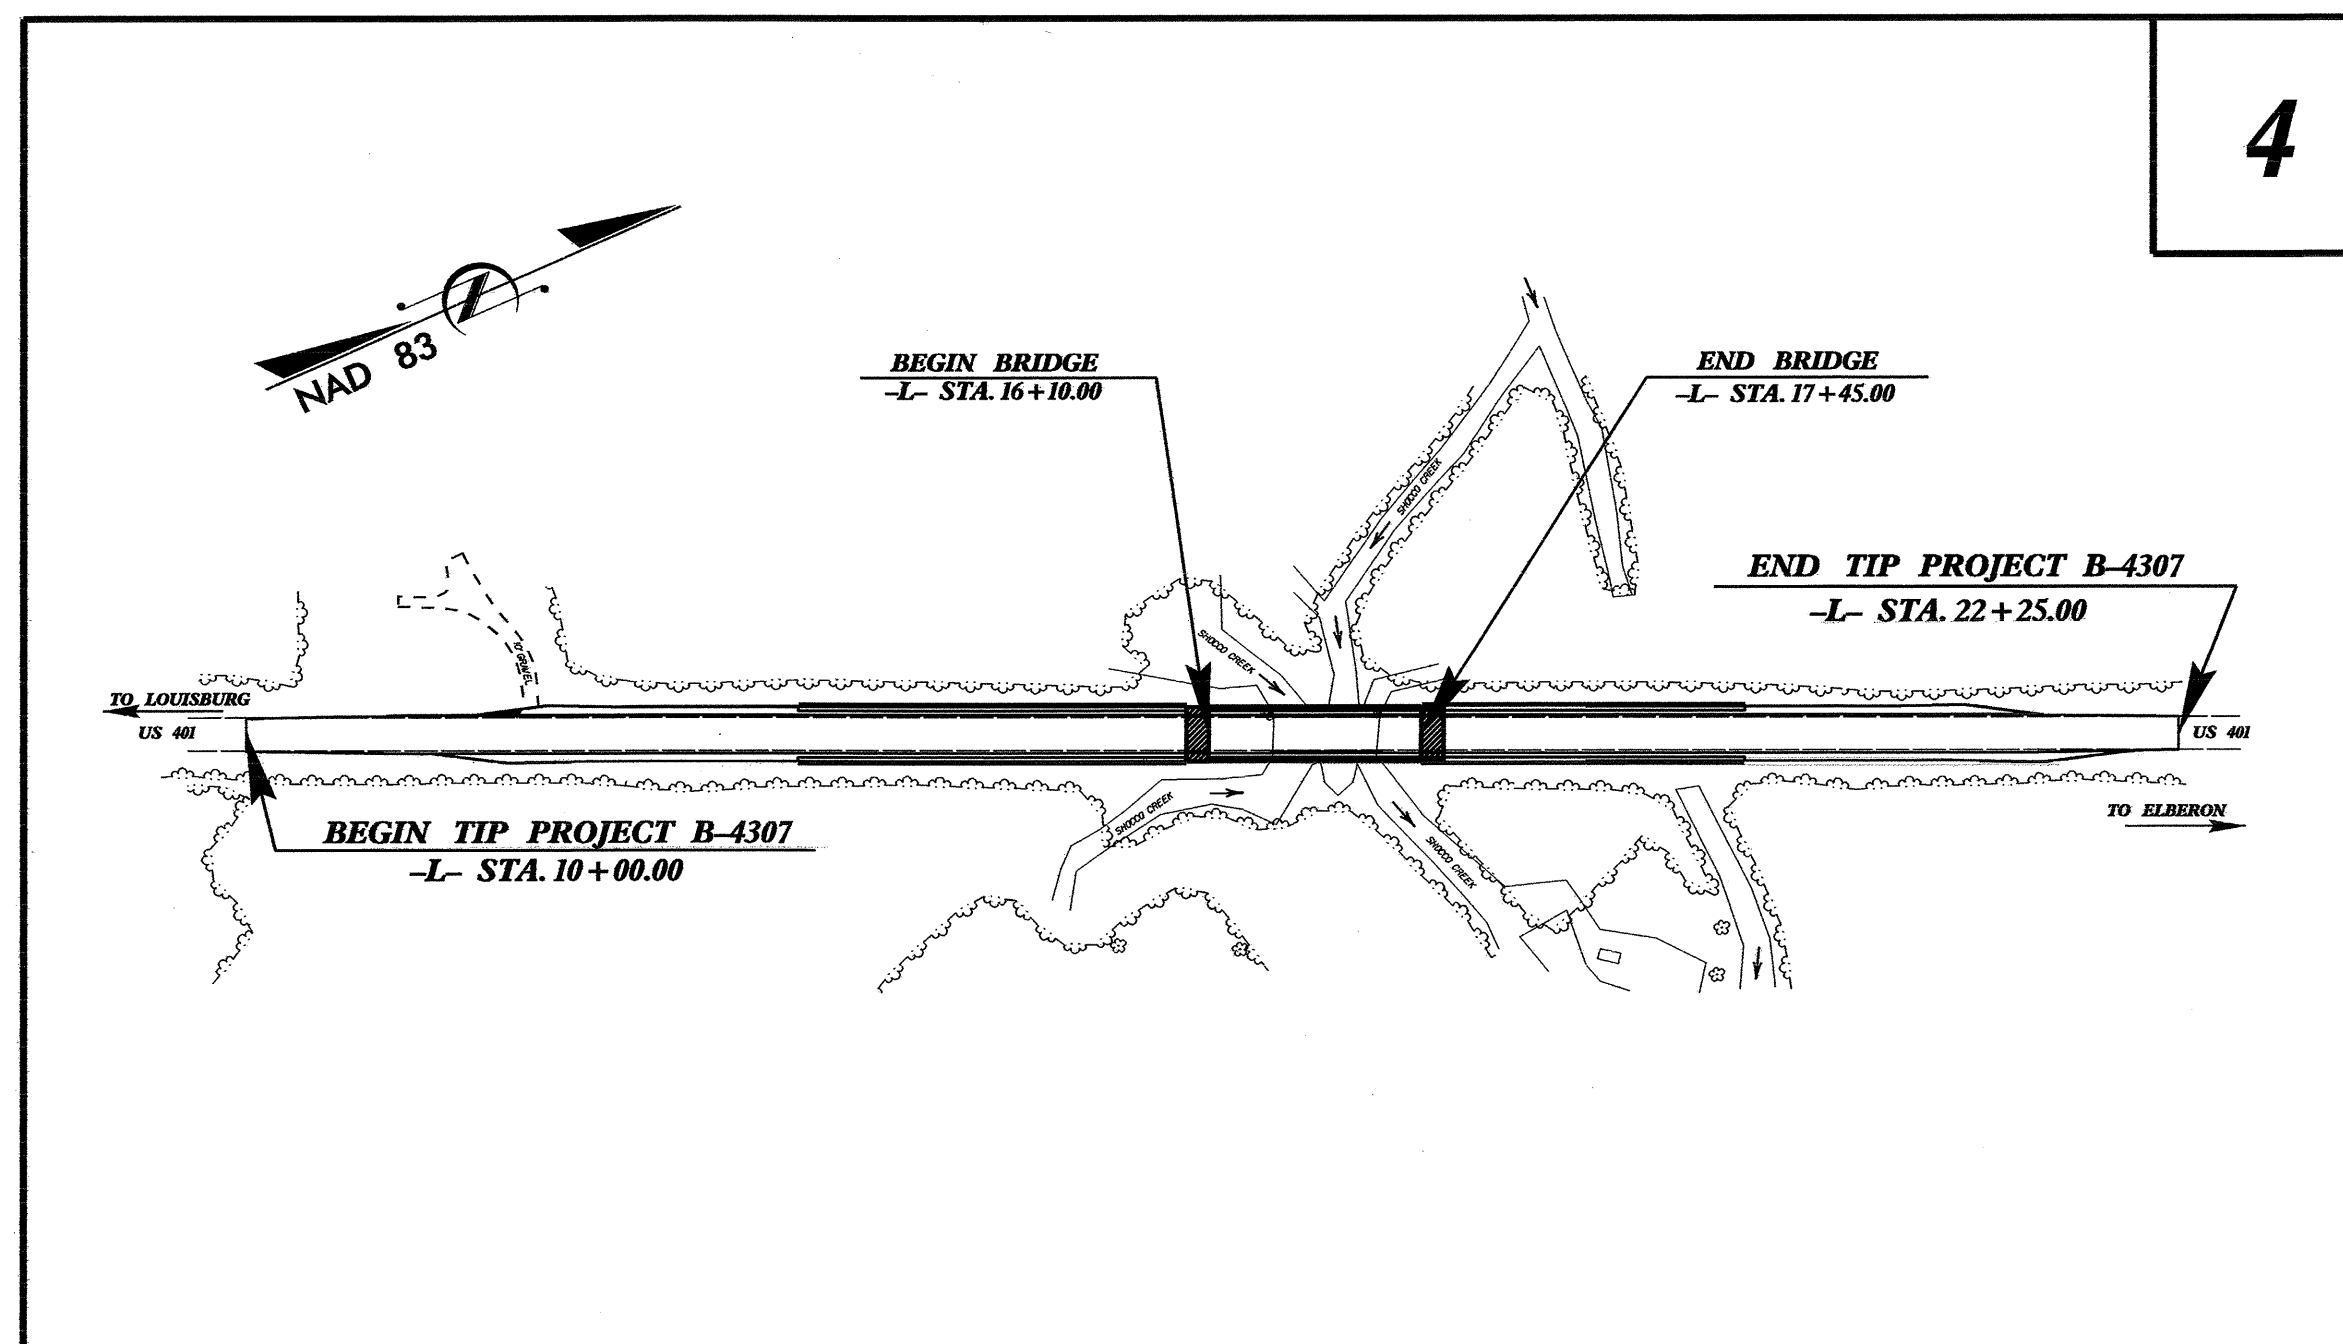 4
NAD 83
BEGIN BRIDGE
-L- STA. 16+10.00
END BRIDGE
-L- STA. 17+45.00
SHOCCO CREEK
END TIP PROJECT B-4307
-L- STA. 22+25.00
SHOCCO CREEK
10' GRAVEL
TO LOUISBURG
US 401
US 401
SHOCCO CREEK
TO ELBERON
BEGIN TIP PROJECT B-4307
-L- STA. 10+00.00
SHOCCO CREEK